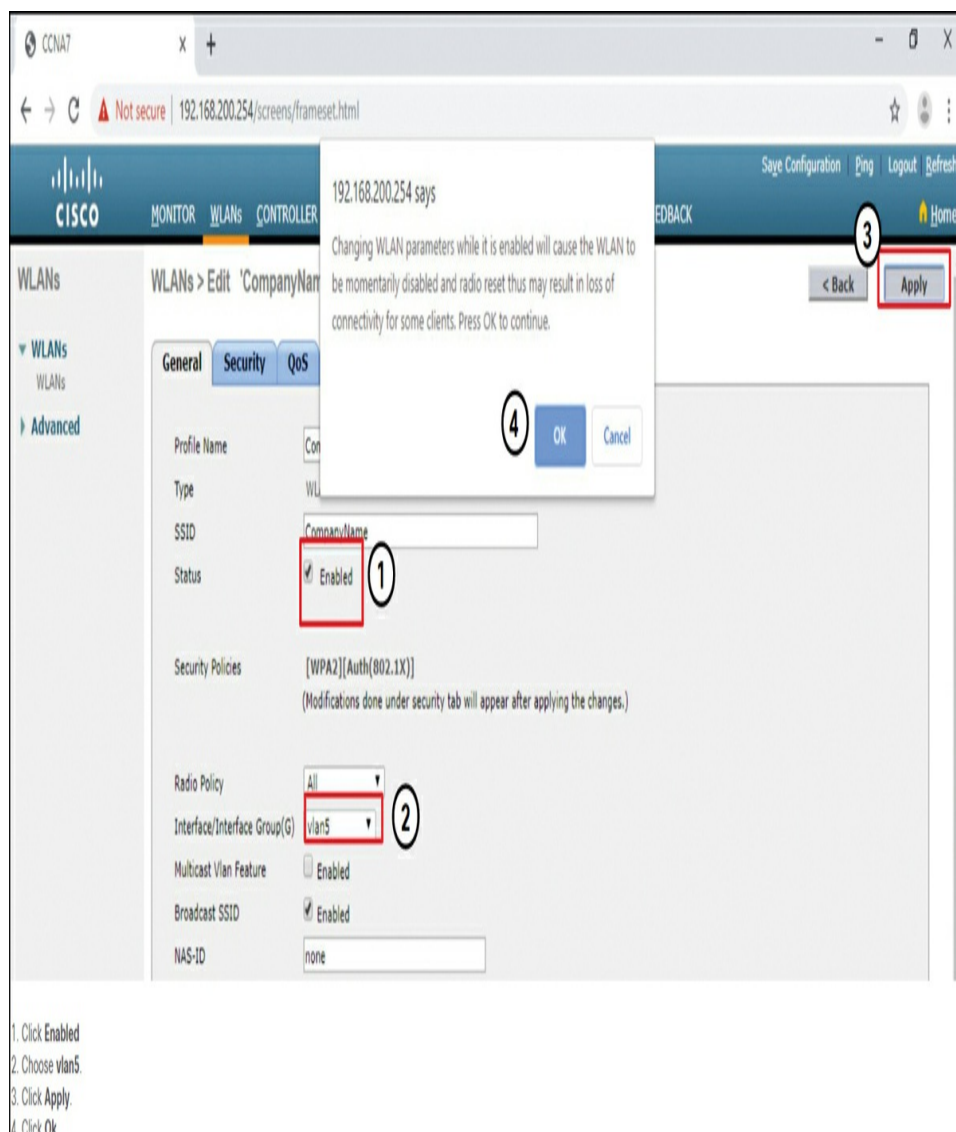 CCNA7
Not secure | 192.168.200.254/screens/frameset.html
Save Configuration | Ping | Logout | Refresh
CISCO
MONITOR WLANs CONTROLLER EDBACK
Home
192.168.200.254 says
Changing WLAN parameters while it is enabled will cause the WLAN to
be momentarily disabled and radio reset thus may result in loss of
connectivity for some clients. Press OK to continue.
4 OK Cancel
3
WLANs
WLANs > Edit 'CompanyNam
< Back Apply
WLANs
WLANs
Advanced
General Security QoS
Profile Name Con
Type WL
SSID CompanyName
Status Enabled 1
Security Policies [WPA2][Auth(802.1X)]
(Modifications done under security tab will appear after applying the changes.)
Radio Policy All
Interface/Interface Group(G) vlan5 2
Multicast Vlan Feature Enabled
Broadcast SSID Enabled
NAS-ID none
1. Click Enabled
2. Choose vlan5.
3. Click Apply.
4. Click Ok